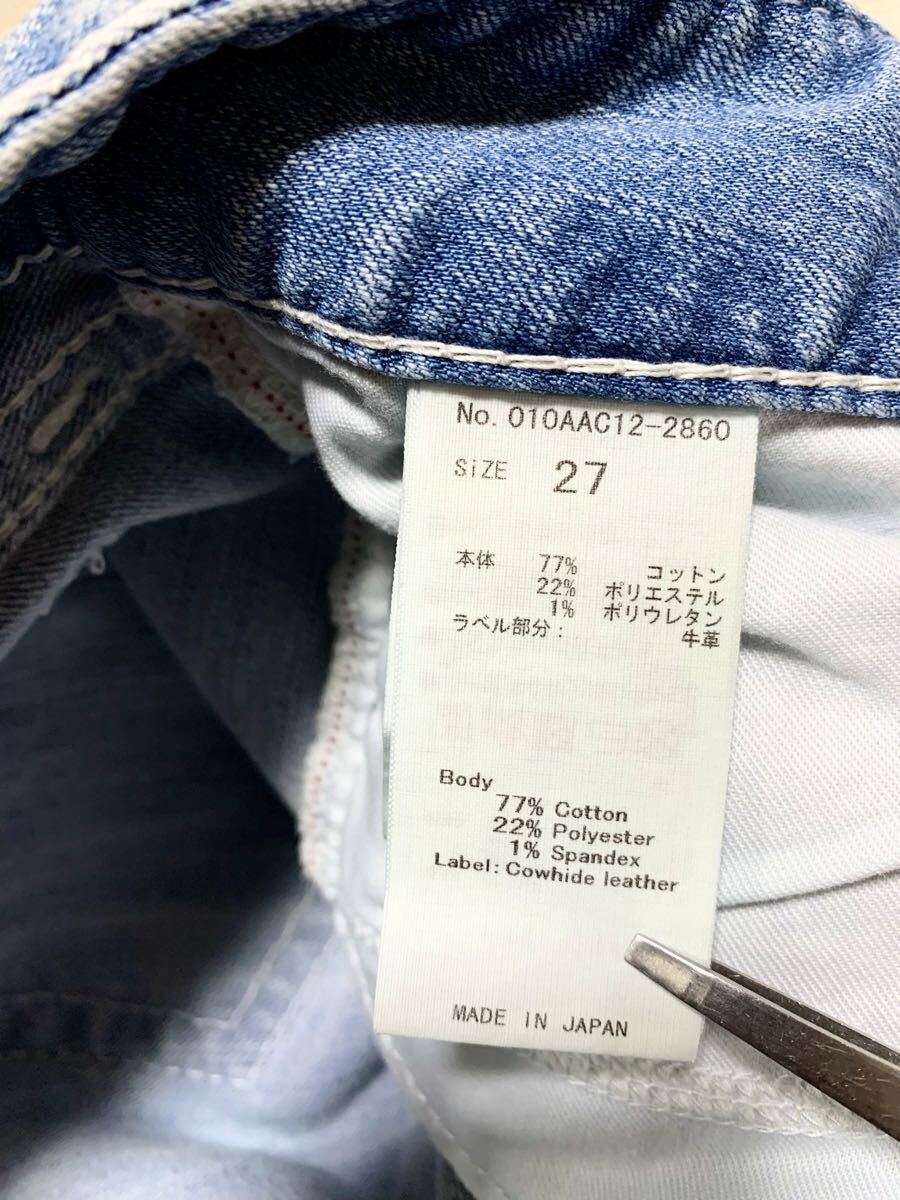 No. 010AAC12-2860
SiZE 27
本体 77% コットン
22% ポリエステル
1% ポリウレタン
ラベル部分: 牛革
Body
77% Cotton
22% Polyester
1% Spandex
Label: Cowhide leather
MADE IN JAPAN